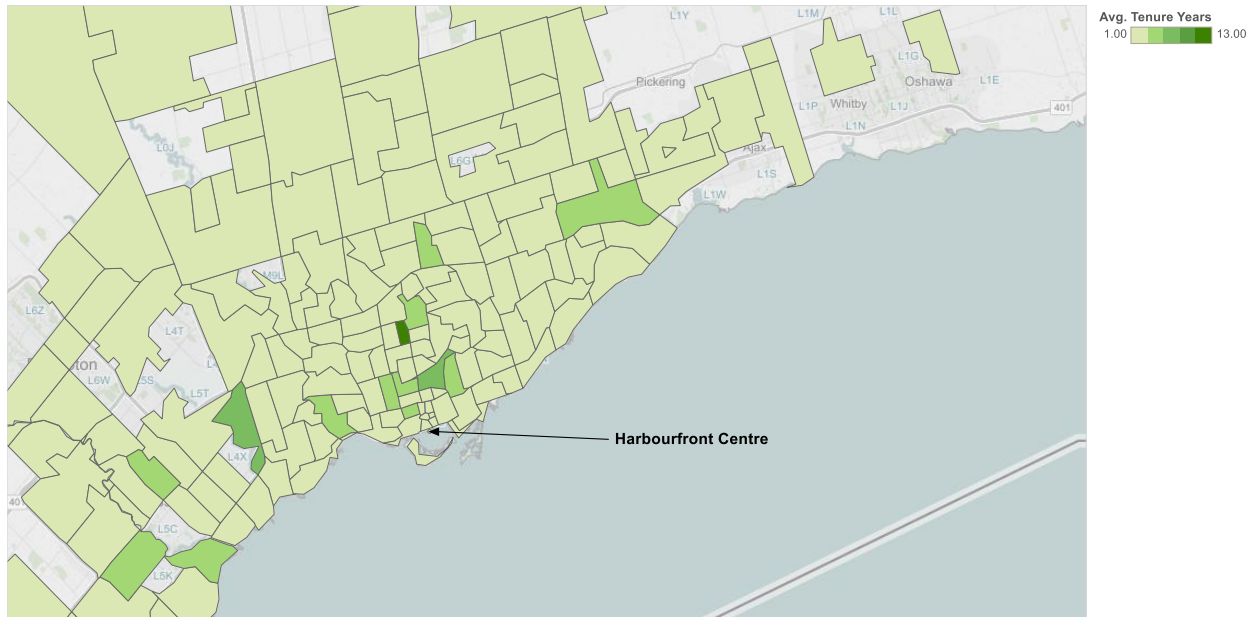 L1Y
L1M
L1L
Avg. Tenure Years
1.00
13.00
L1G
Pickering
Oshawa
L1E
Whitby
L1P
L1J
401
L1N
L0J
Ajax
L6G
L1S
L1W
M9L
L6Z
L4T
L6W
L5T
Harbourfront Centre
L4X
401
L5C
L5K